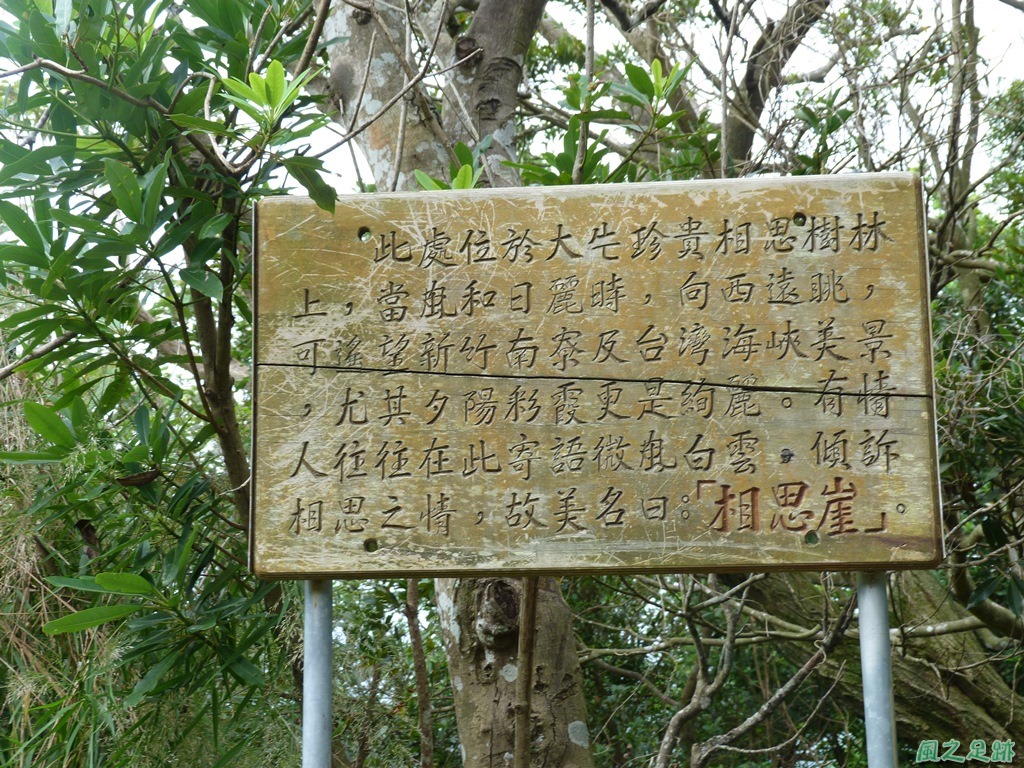 此處位於大片珍貴相思樹林
上，當風和日麗時，向西遠眺，
可遙望新竹南寮及台灣海峽美景
，尤其夕陽彩霞更是絢麗。有情
人往往在此寄語微風白雲。傾訴
相思之情，故美名曰：「相思崖」。
風之足跡